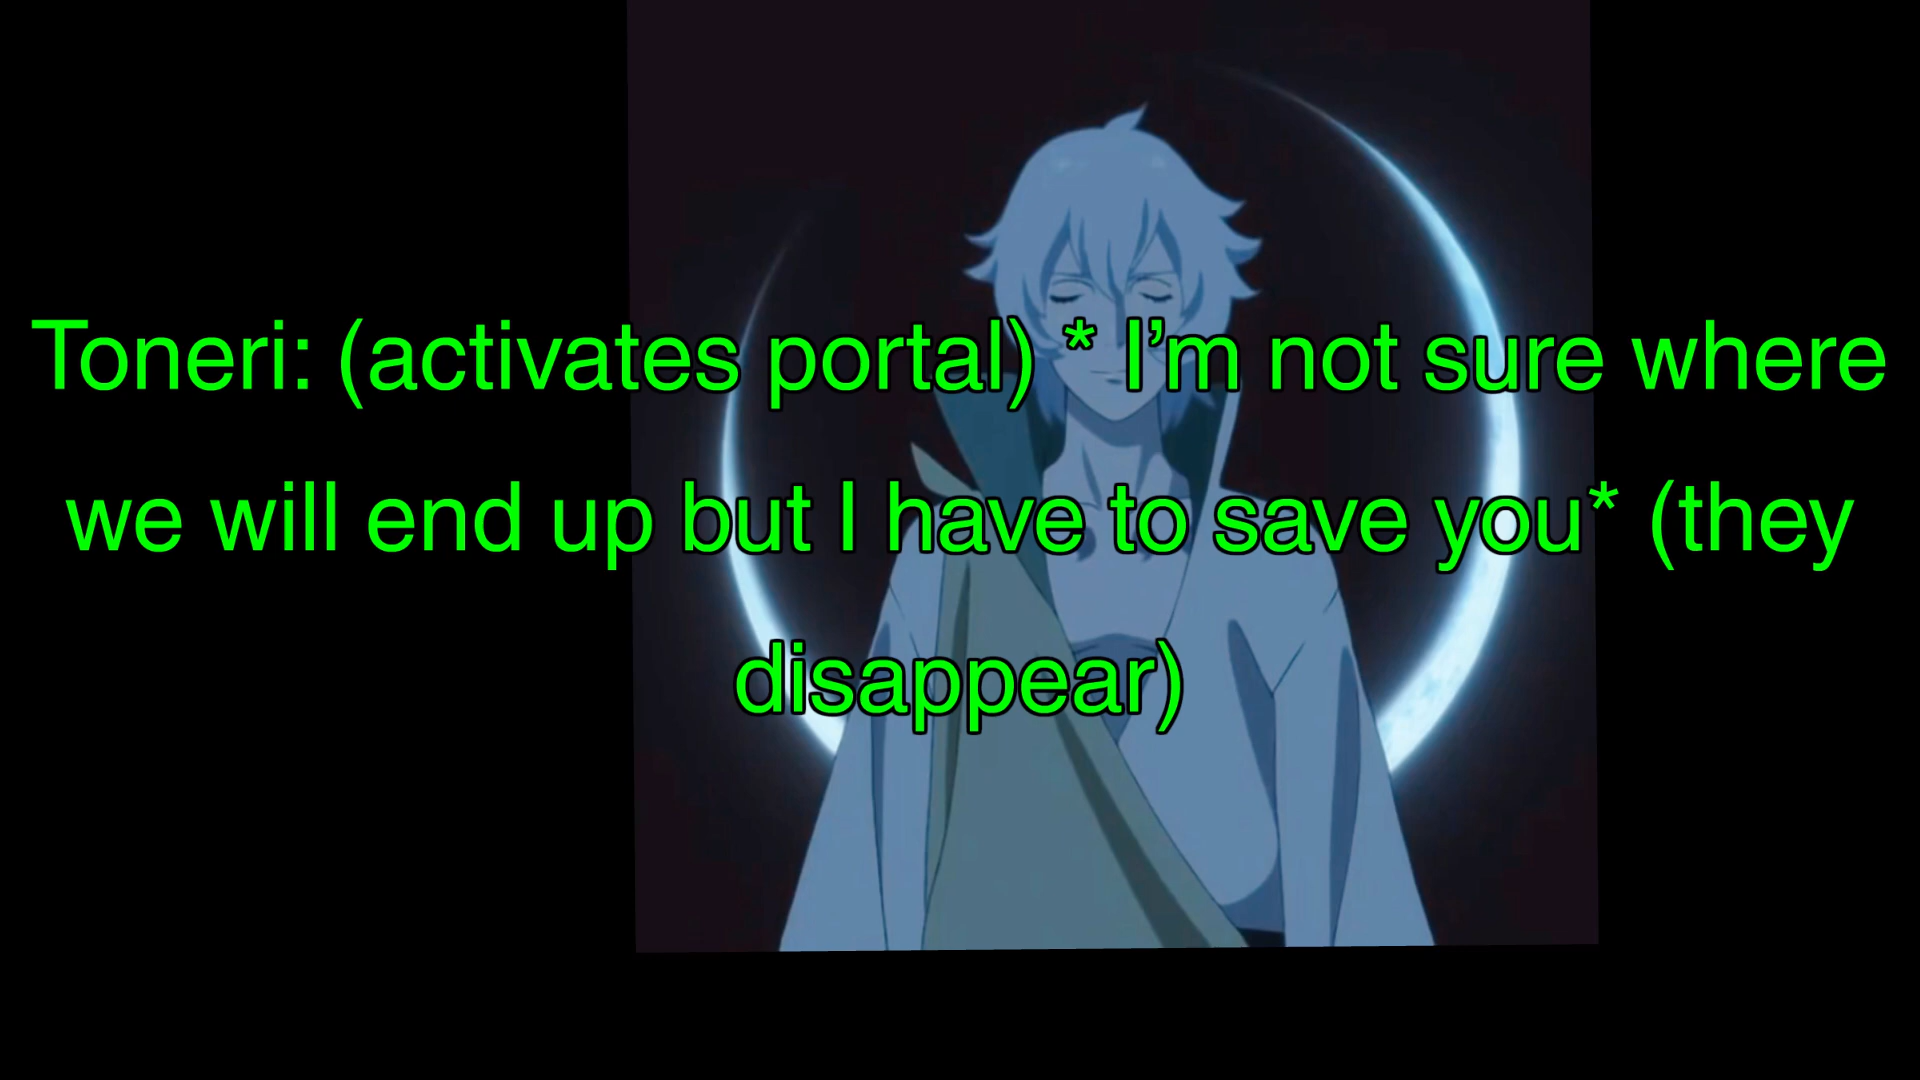 Toneri: (activates portal) * I’m not sure where
we will end up but I have to save you* (they
disappear)